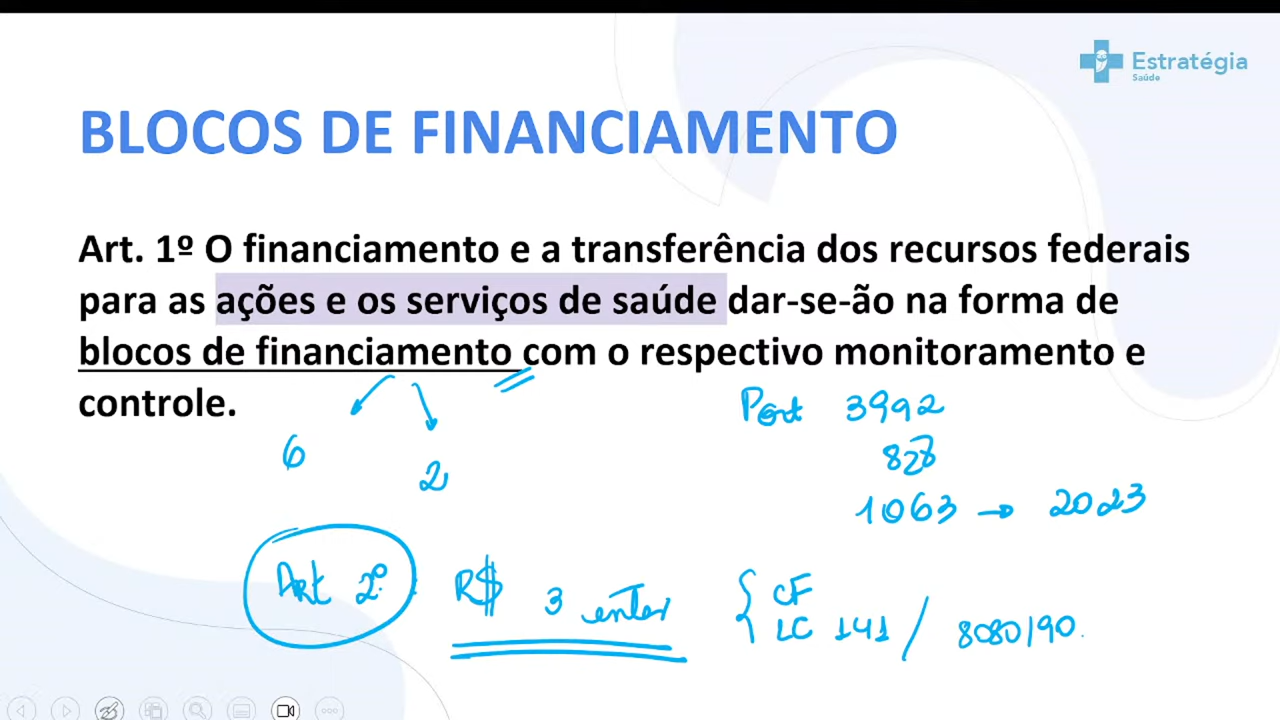 Estratégia
Saúde
BLOCOS DE FINANCIAMENTO
Art. 1º O financiamento e a transferência dos recursos federais
para as ações e os serviços de saúde dar-se-ão na forma de
blocos de financiamento com o respectivo monitoramento e
controle.
Port 3992
828
6
2
1063 → 2023
Art 2º
R$ 3 entes
CF
LC 141 / 8080/90.